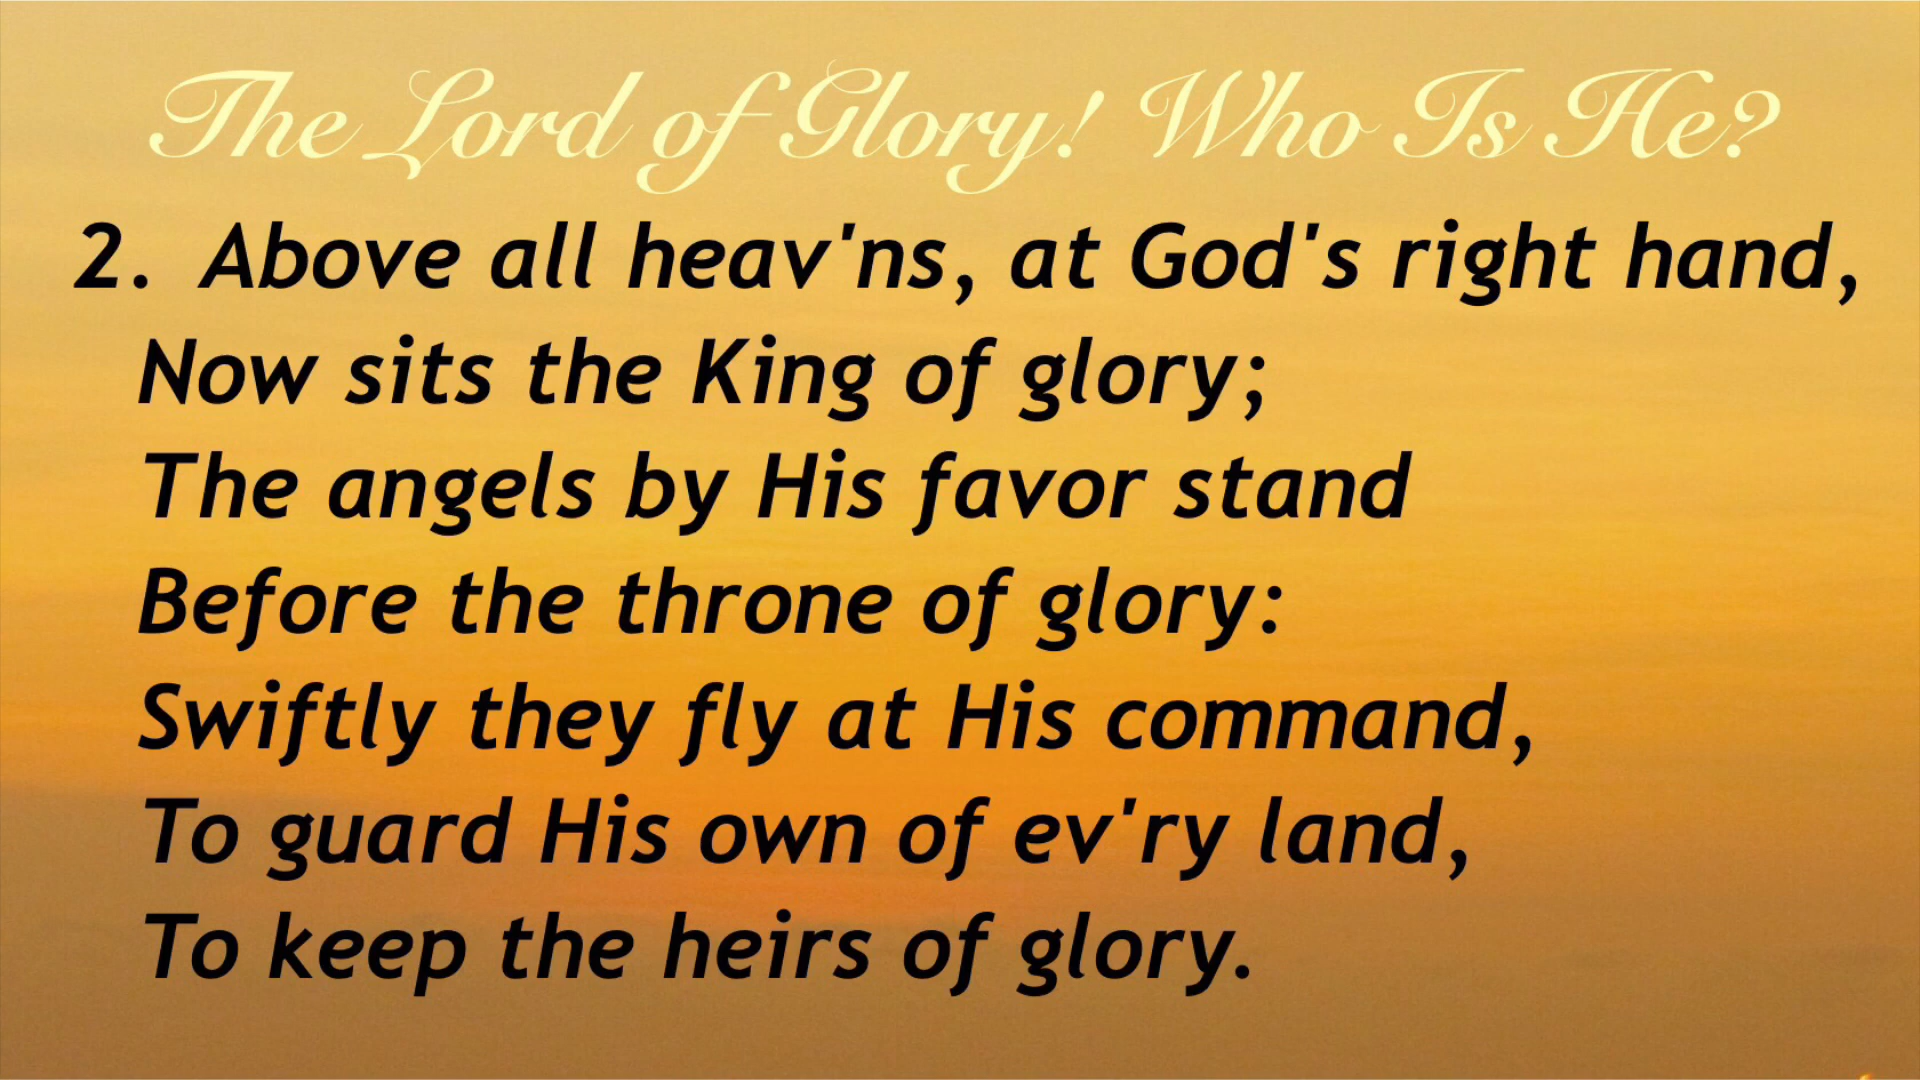 The Lord of Glory! Who Is He?
2. Above all heav'ns, at God's right hand,
Now sits the King of glory;
The angels by His favor stand
Before the throne of glory:
Swiftly they fly at His command,
To guard His own of ev'ry land,
To keep the heirs of glory.